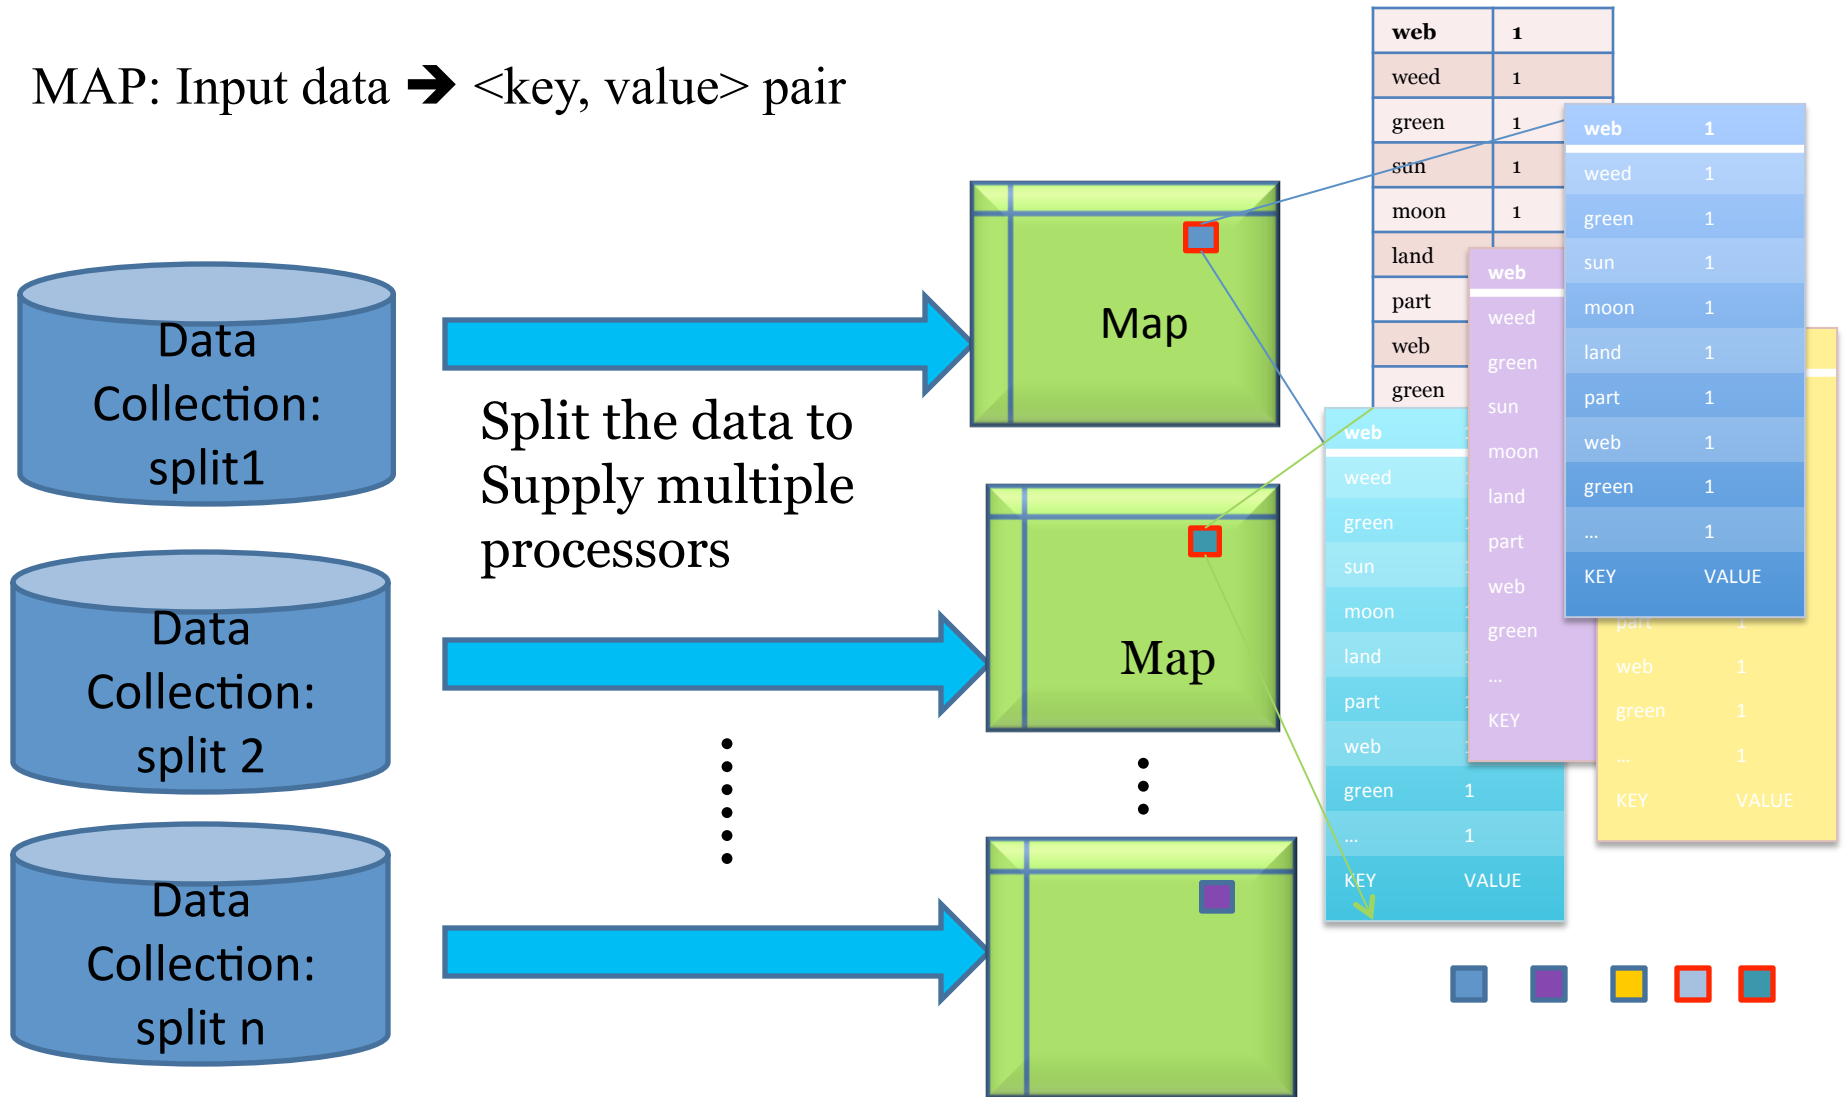 MAP: Input data ➔ <key, value> pair
Data
Collection:
split1
Data
Collection:
split 2
Data
Collection:
split n
Split the data to
Supply multiple
processors
Map
Map
web 1
weed 1
green 1
sun 1
moon 1
land
part
web
green
web 1
weed 1
green 1
sun 1
moon 1
land 1
part 1
web 1
green 1
... 1
KEY VALUE
web
weed
green
sun
moon
land
part
web
green
...
KEY
web
weed
green
sun
moon
land
part
web
green 1
... 1
KEY VALUE
part 1
web 1
green 1
... 1
KEY VALUE